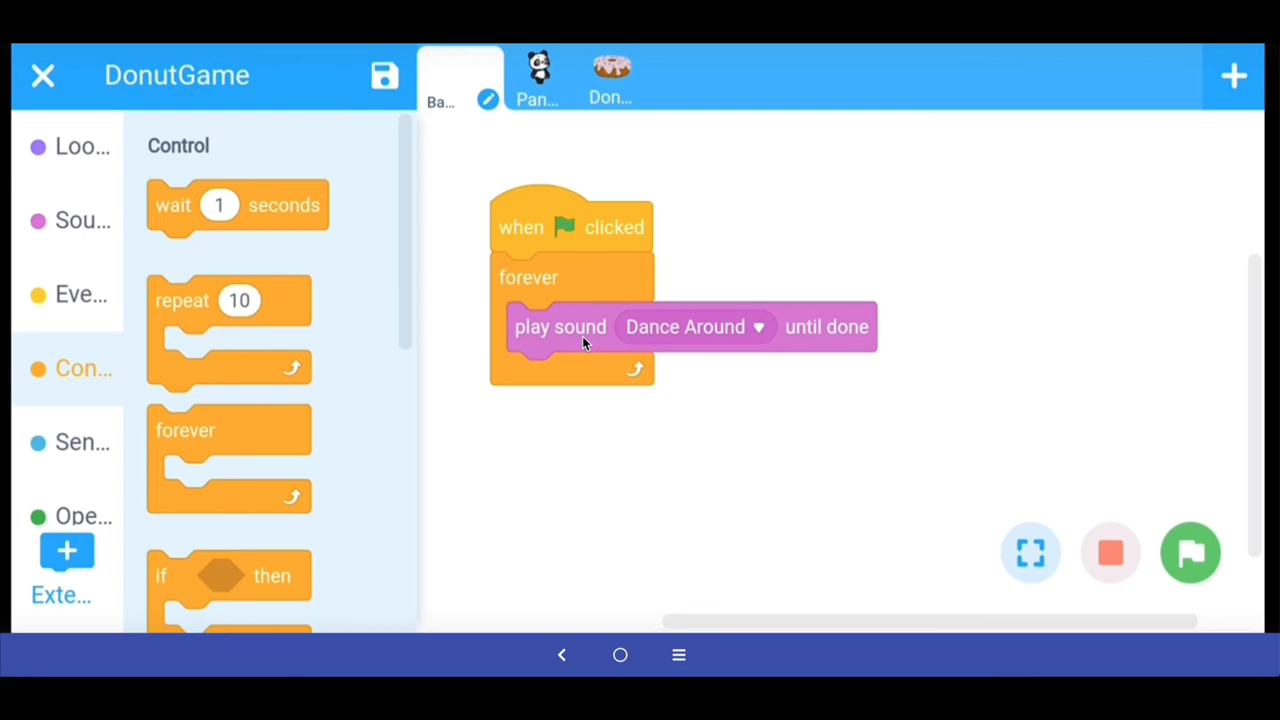 DonutGame
Ba...
Pan...
Don...
Loo...
Sou...
Eve...
Con...
Sen...
Ope...
Exte...
Control
wait 1 seconds
repeat 10
forever
if then
when clicked
forever
play sound Dance Around until done